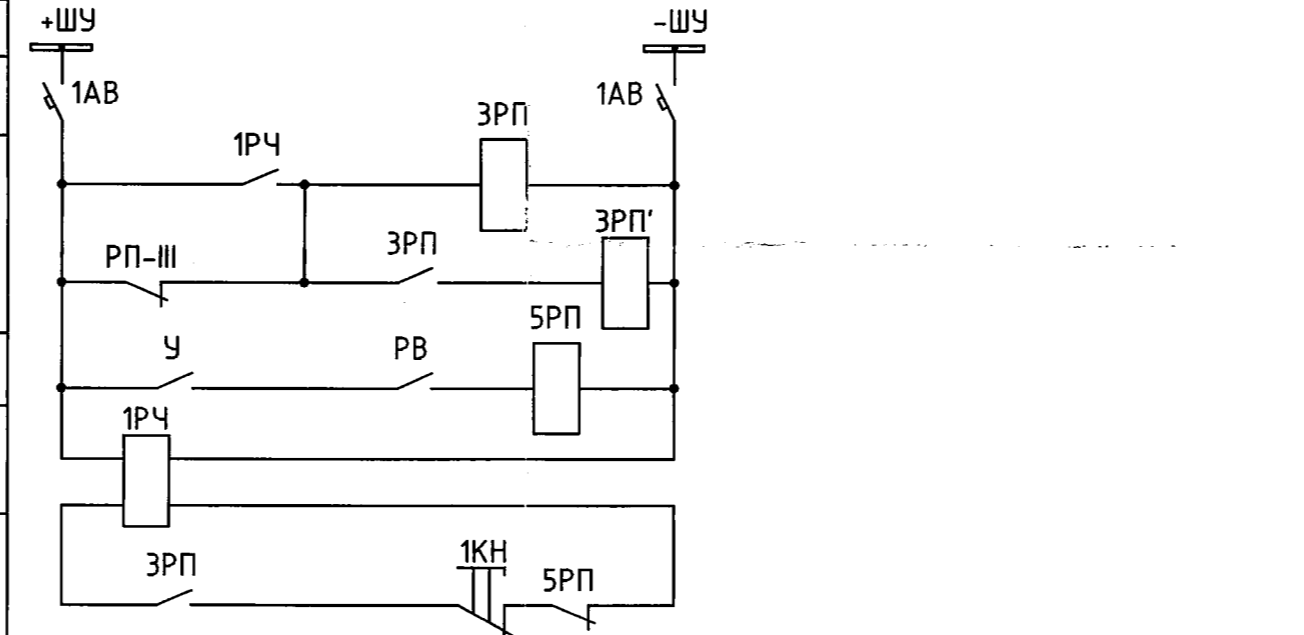 +ШУ -ШУ
1АВ 1АВ
3РП
1РЧ
3РП'
РП-III 3РП
5РП
У РВ
1РЧ
1КН
3РП 5РП